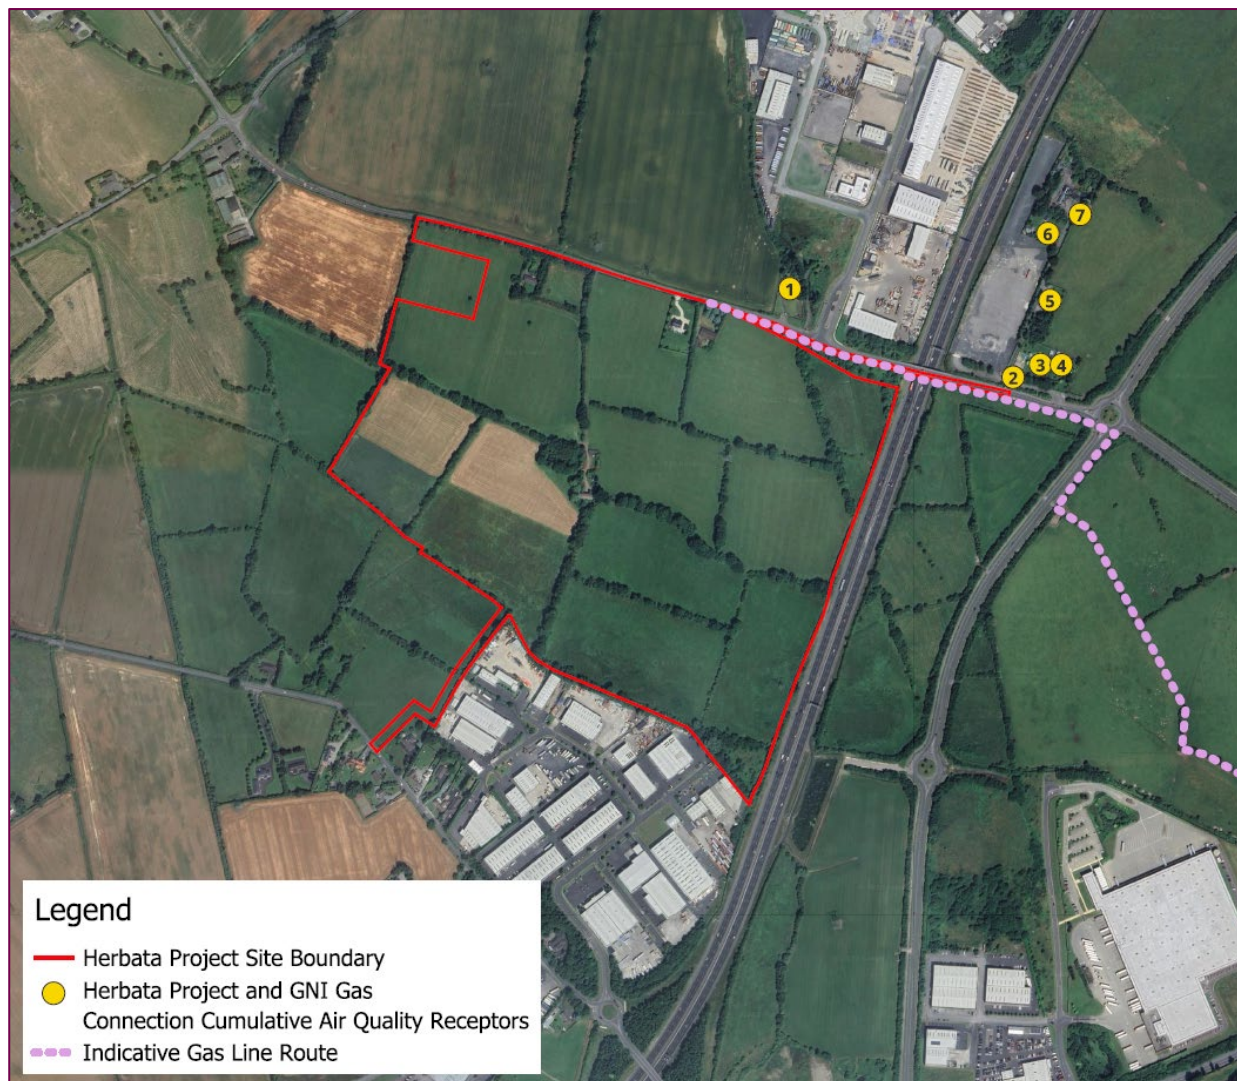 7
6
1
5
3 4
2
Legend
Herbata Project Site Boundary
Herbata Project and GNI Gas
Connection Cumulative Air Quality Receptors
Indicative Gas Line Route